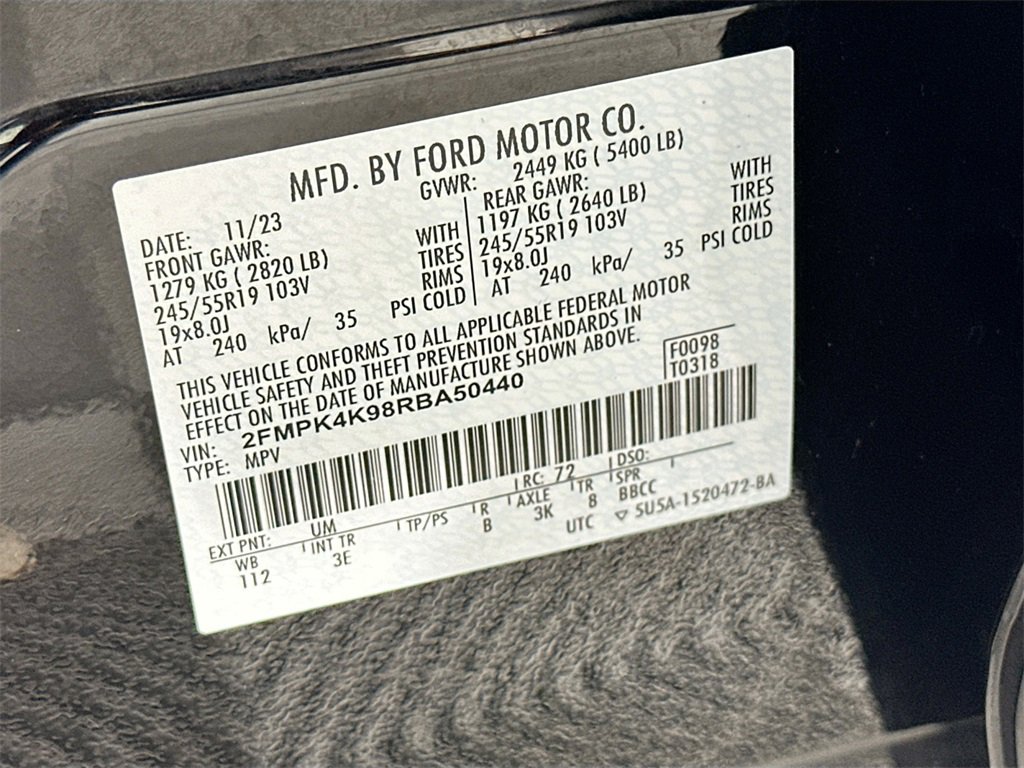 MFD. BY FORD MOTOR CO.
DATE: 11/23 GVWR: 2449 KG ( 5400 LB)
FRONT GAWR: REAR GAWR:
1279 KG ( 2820 LB) WITH 1197 KG ( 2640 LB) WITH
245/55R19 103V TIRES 245/55R19 103V TIRES
19x8.0J RIMS 19x8.0J RIMS
AT 240 kPa/ 35 PSI COLD AT 240 kPa/ 35 PSI COLD
THIS VEHICLE CONFORMS TO ALL APPLICABLE FEDERAL MOTOR
VEHICLE SAFETY AND THEFT PREVENTION STANDARDS IN
EFFECT ON THE DATE OF MANUFACTURE SHOWN ABOVE.
F0098
T0318
VIN: 2FMPK4K98RBA50440
TYPE: MPV
EXT PNT: UM RC: 72 DSO:
WB INT TR TP/PS R AXLE TR SPR
112 3E B 3K 8 BBCC
UTC ▽ 5U5A-1520472-BA